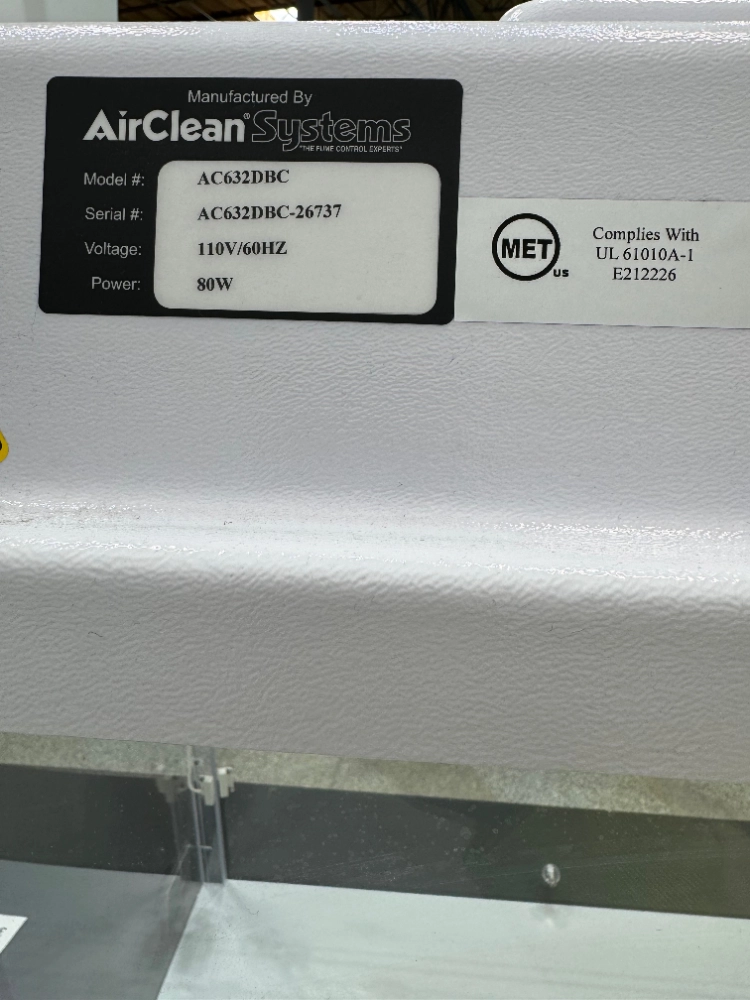 Manufactured By
AirClean® Systems
"THE FUME CONTROL EXPERTS"
Model #: AC632DBC
Serial #: AC632DBC-26737
Voltage: 110V/60HZ
Power: 80W
MET
US
Complies With
UL 61010A-1
E212226